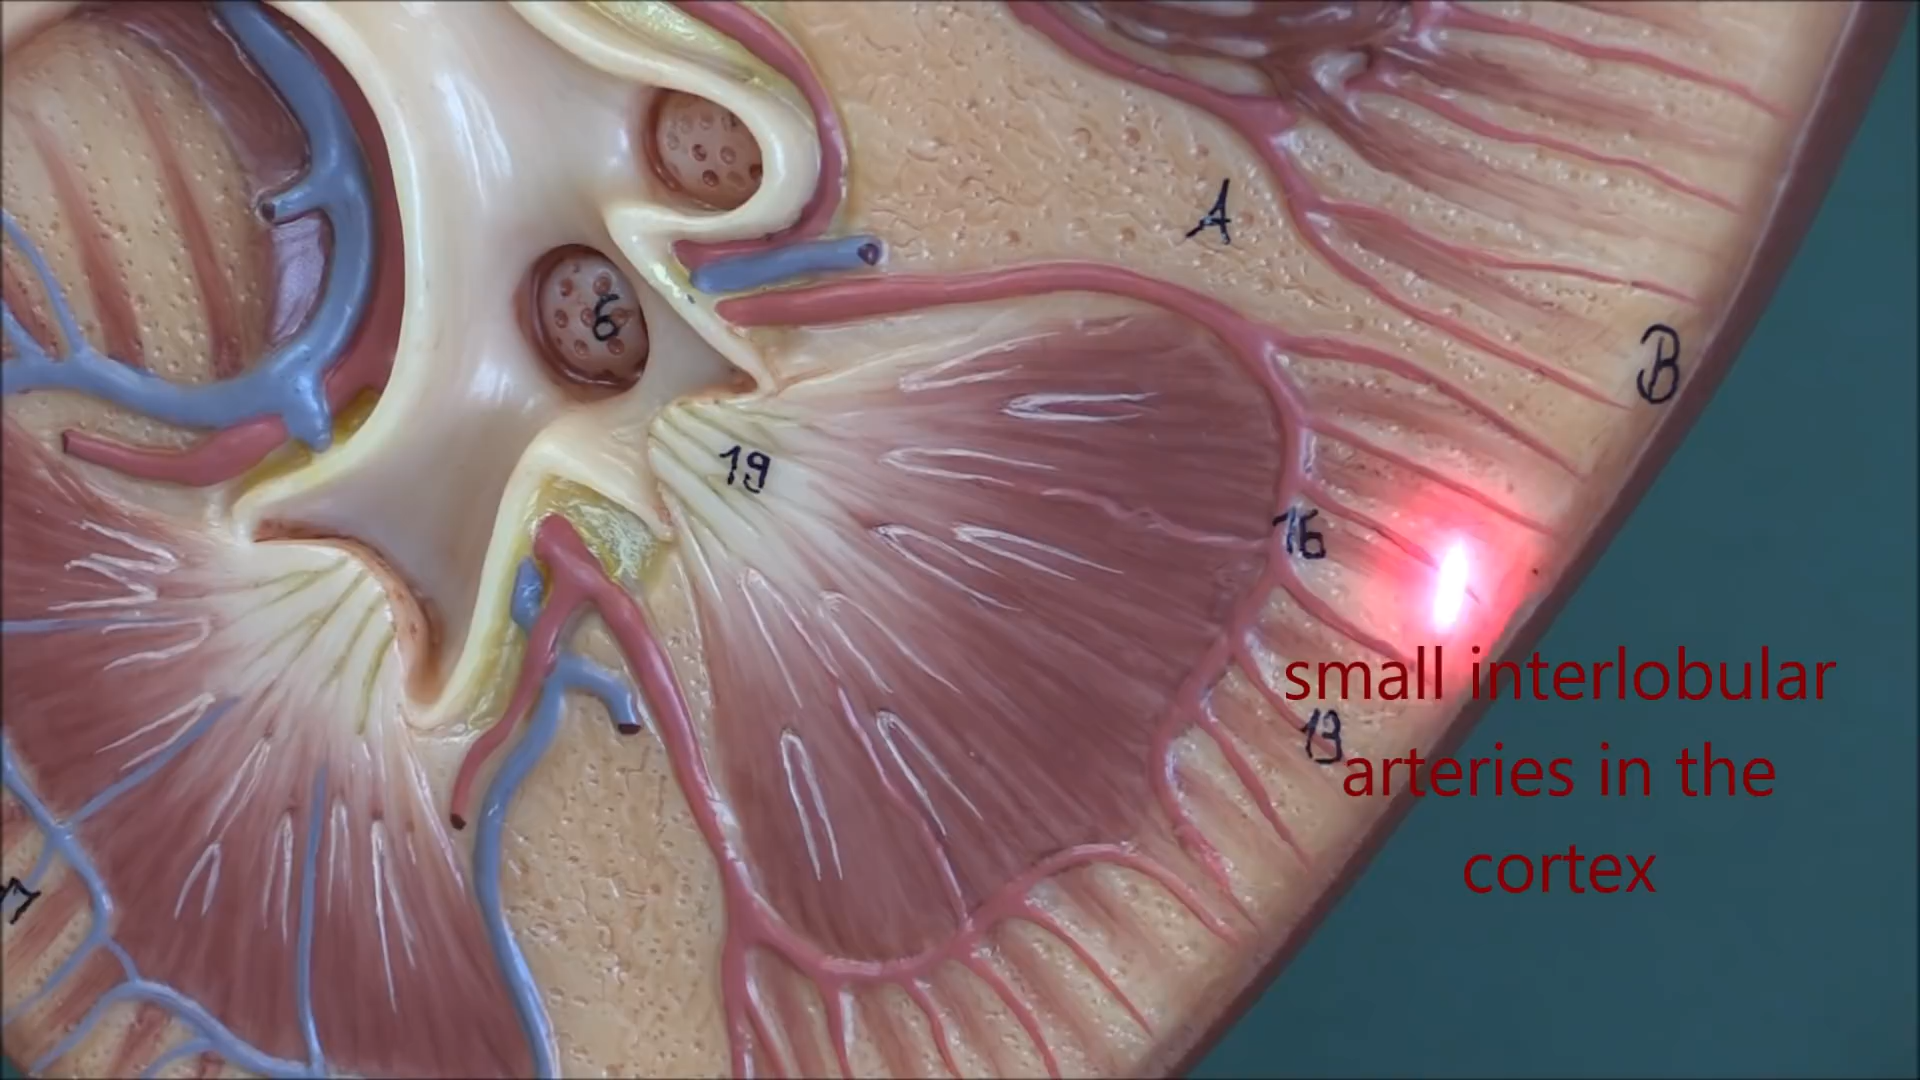 A
B
6
19
16
small interlobular
13
arteries in the
cortex